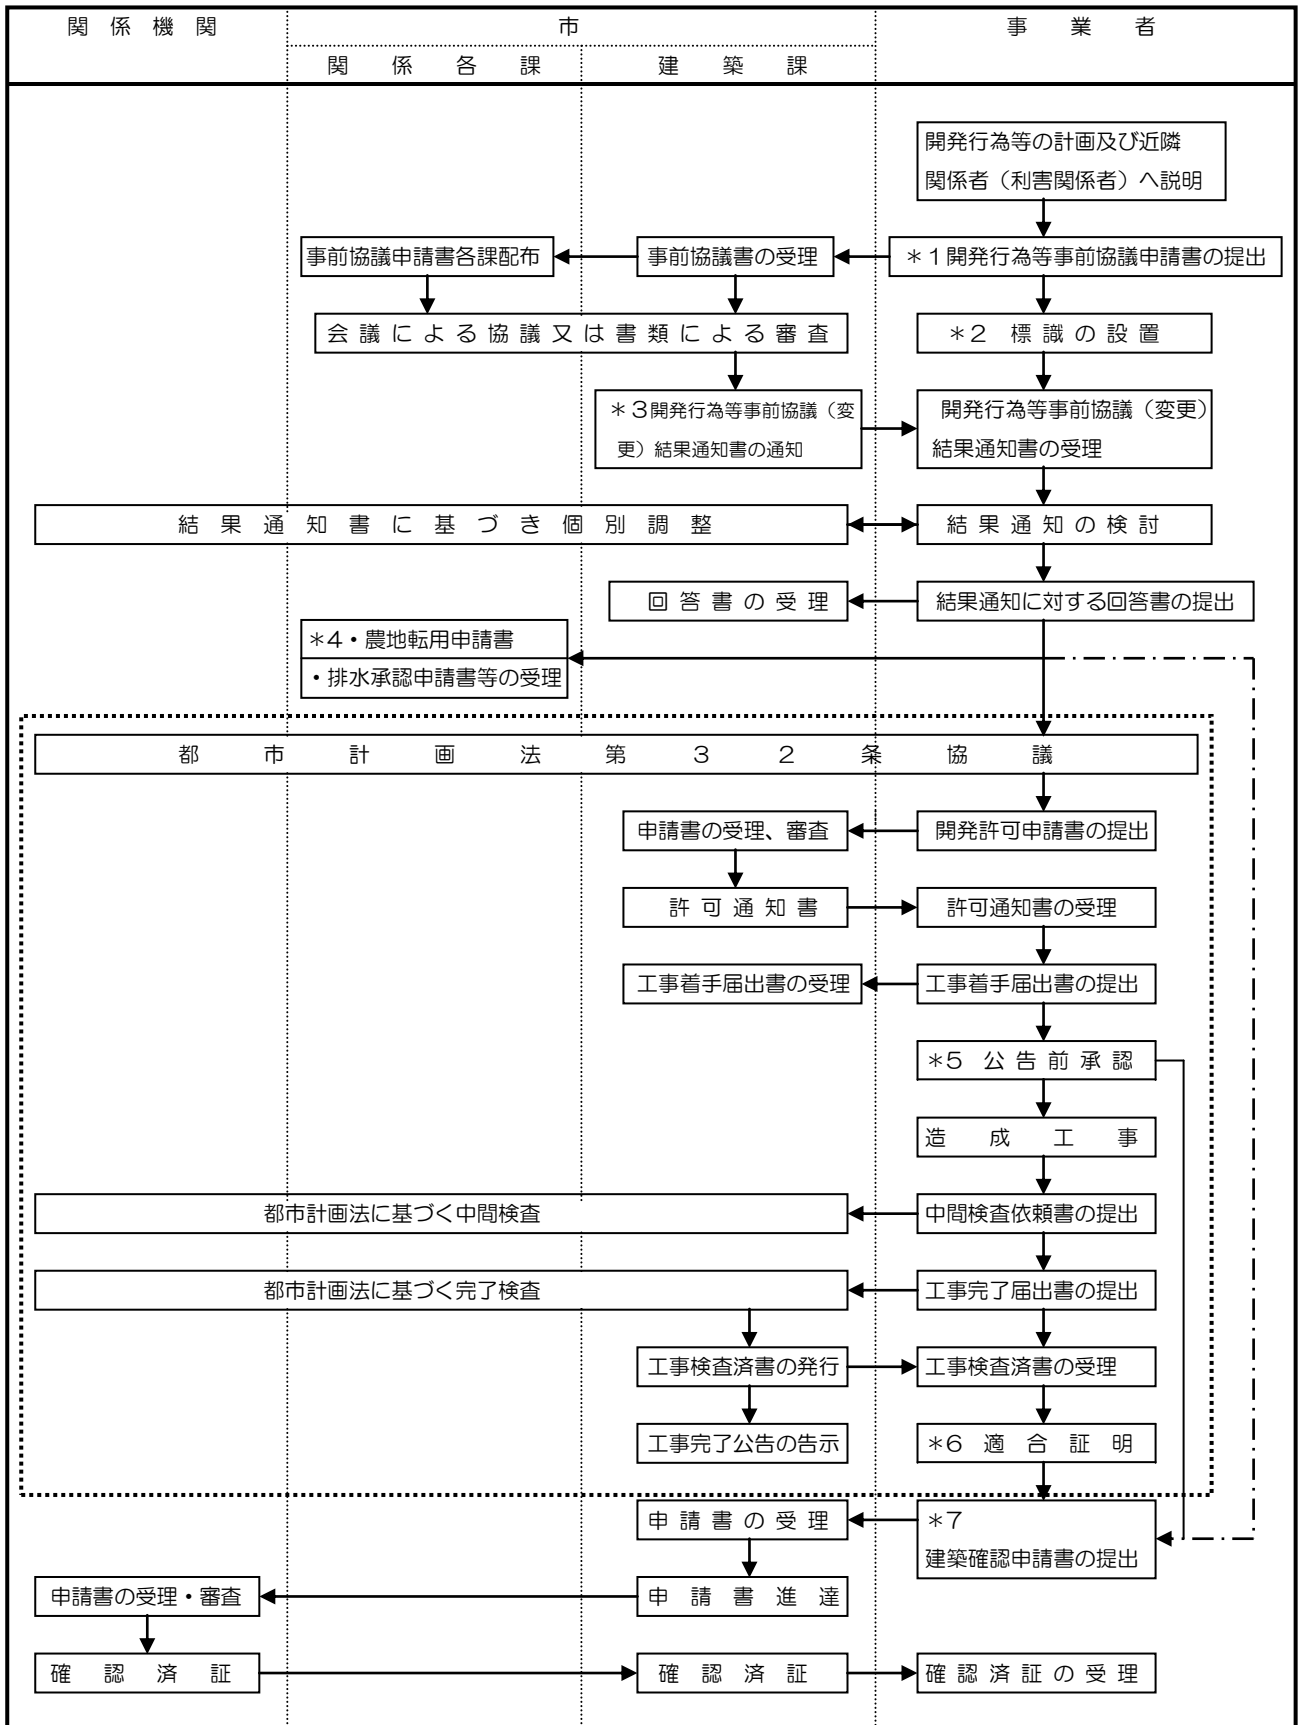 関係機関
市
事業者
関係各課
建築課
開発行為等の計画及び近隣
関係者（利害関係者）へ説明
事前協議申請書各課配布
事前協議書の受理
＊1開発行為等事前協議申請書の提出
会議による協議又は書類による審査
＊2 標識の設置
＊3開発行為等事前協議（変
更）結果通知書の通知
開発行為等事前協議（変更）
結果通知書の受理
結果通知書に基づき個別調整
結果通知の検討
回答書の受理
結果通知に対する回答書の提出
＊4・農地転用申請書
・排水承認申請書等の受理
都市計画法第32条協議
申請書の受理、審査
開発許可申請書の提出
許可通知書
許可通知書の受理
工事着手届出書の受理
工事着手届出書の提出
＊5 公告前承認
造成工事
都市計画法に基づく中間検査
中間検査依頼書の提出
都市計画法に基づく完了検査
工事完了届出書の提出
工事検査済書の発行
工事検査済書の受理
工事完了公告の告示
＊6 適合証明
申請書の受理
＊7
建築確認申請書の提出
申請書の受理・審査
申請書進達
確認済証
確認済証
確認済証の受理